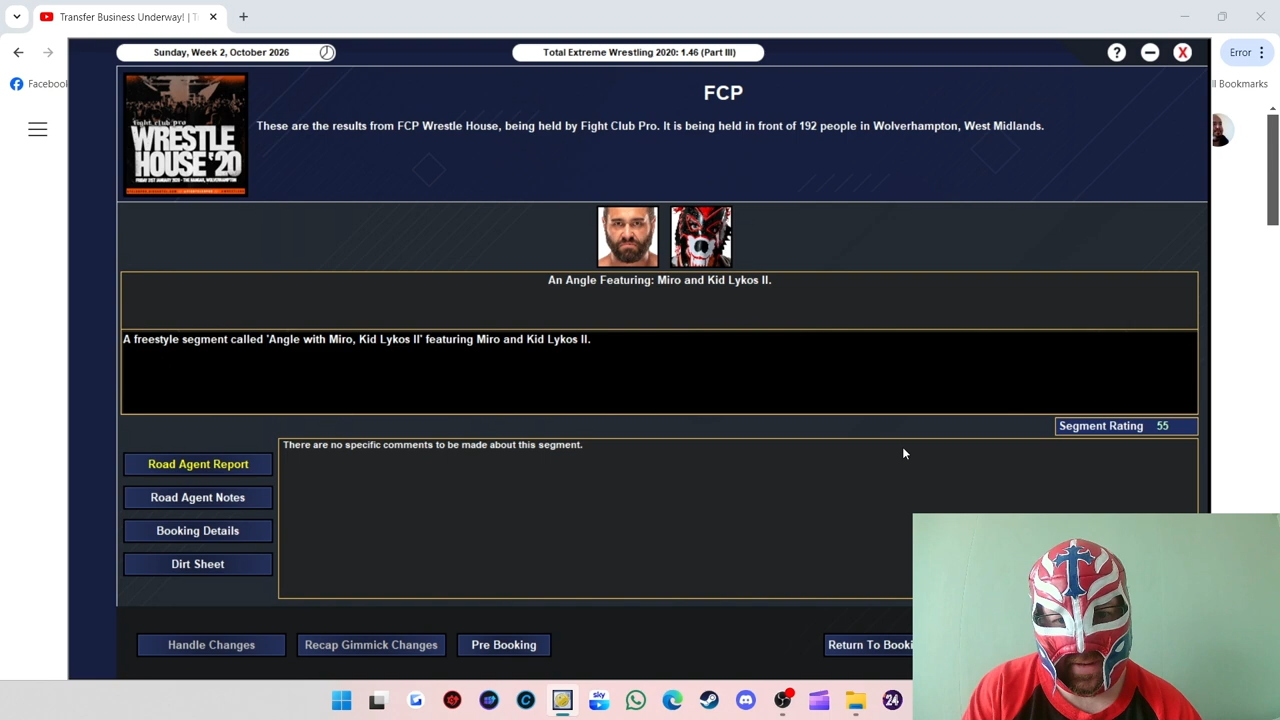 Transfer Business Underway! | T
Error
Facebook
ll Bookmarks
Sunday, Week 2, October 2026
Total Extreme Wrestling 2020: 1.46 (Part III)
?
X
FCP
These are the results from FCP Wrestle House, being held by Fight Club Pro. It is being held in front of 192 people in Wolverhampton, West Midlands.
fight club pro
WRESTLE
HOUSE '20
An Angle Featuring: Miro and Kid Lykos II.
A freestyle segment called 'Angle with Miro, Kid Lykos II' featuring Miro and Kid Lykos II.
Segment Rating 55
There are no specific comments to be made about this segment.
Road Agent Report
Road Agent Notes
Booking Details
Dirt Sheet
Handle Changes
Recap Gimmick Changes
Pre Booking
Return To Booki
sky
24